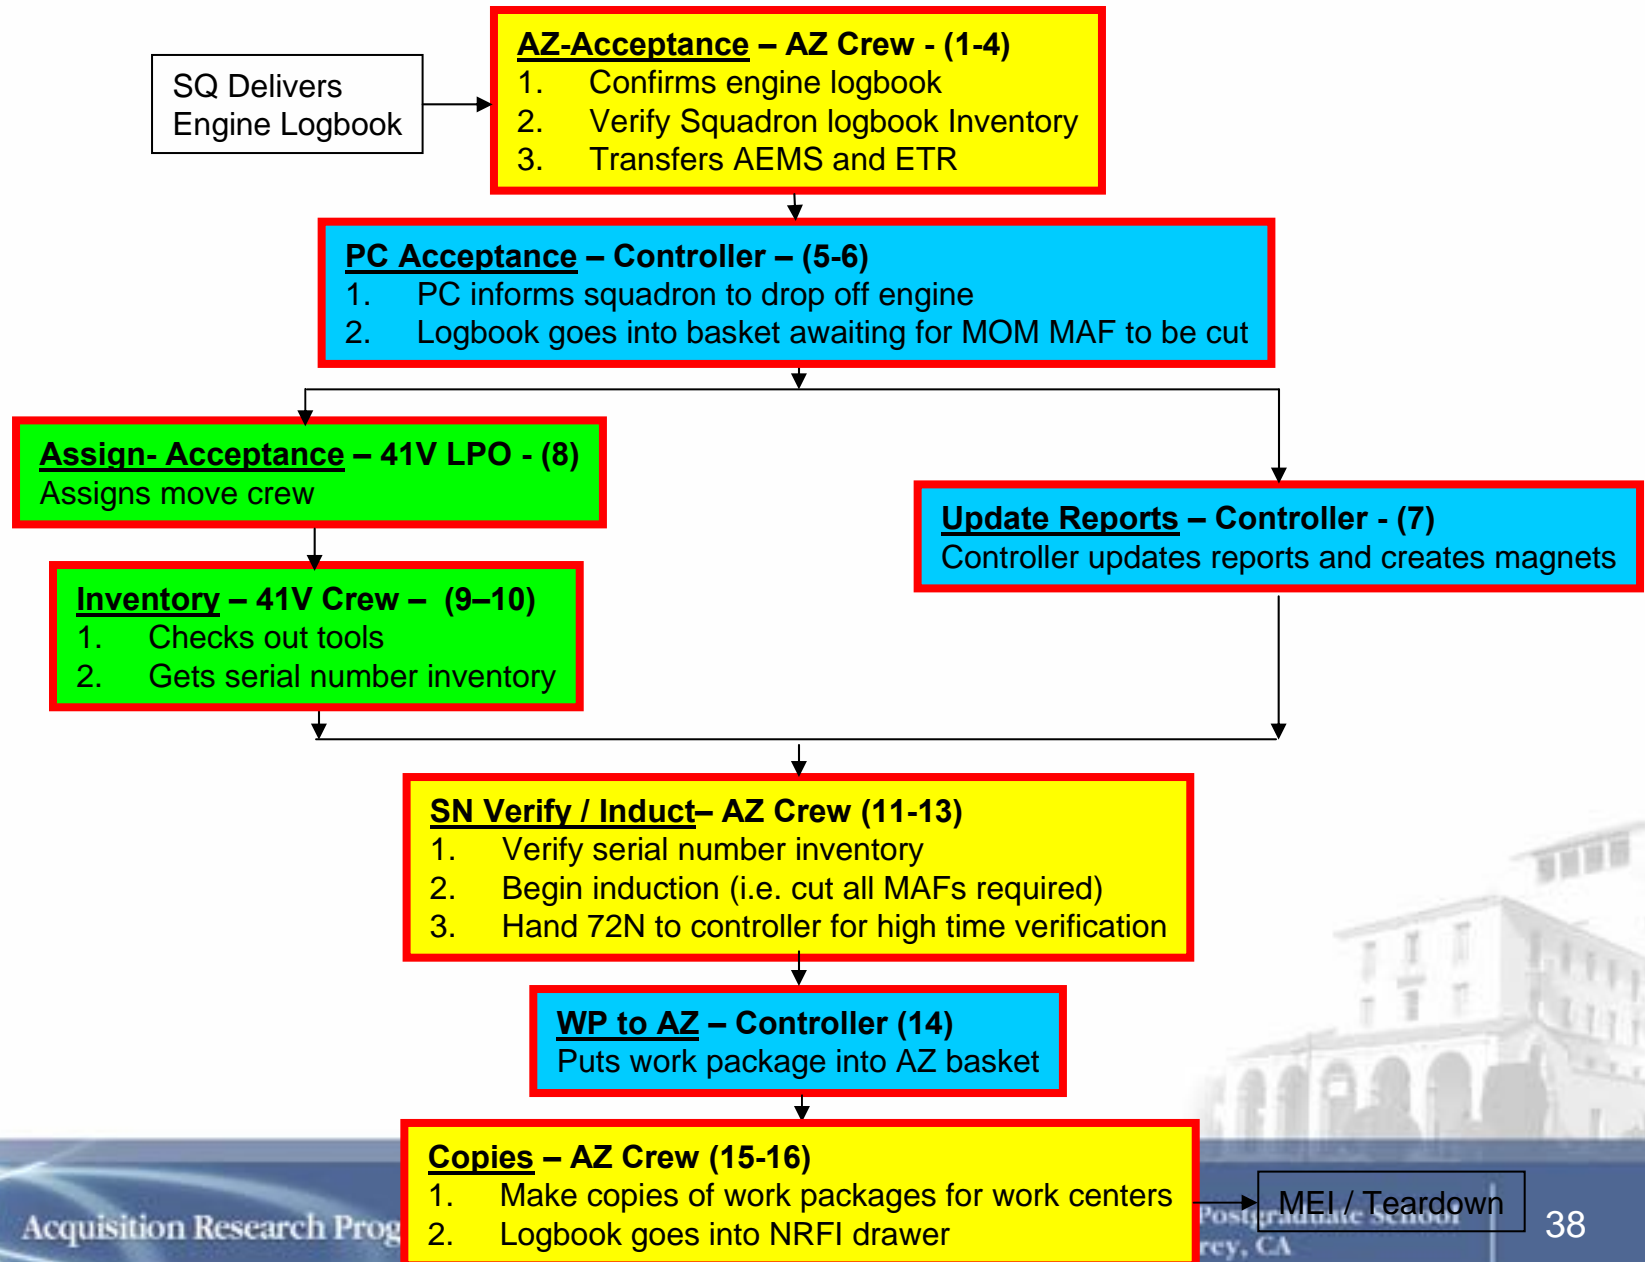 SQ Delivers
Engine Logbook
AZ-Acceptance – AZ Crew - (1-4)
1. Confirms engine logbook
2. Verify Squadron logbook Inventory
3. Transfers AEMS and ETR
PC Acceptance – Controller – (5-6)
1. PC informs squadron to drop off engine
2. Logbook goes into basket awaiting for MOM MAF to be cut
Assign- Acceptance – 41V LPO - (8)
Assigns move crew
Update Reports – Controller - (7)
Controller updates reports and creates magnets
Inventory – 41V Crew – (9–10)
1. Checks out tools
2. Gets serial number inventory
SN Verify / Induct– AZ Crew (11-13)
1. Verify serial number inventory
2. Begin induction (i.e. cut all MAFs required)
3. Hand 72N to controller for high time verification
WP to AZ – Controller (14)
Puts work package into AZ basket
Copies – AZ Crew (15-16)
1. Make copies of work packages for work centers
2. Logbook goes into NRFI drawer
MEI / Teardown
Acquisition Research Prog
Postgraduate School
rey, CA
38